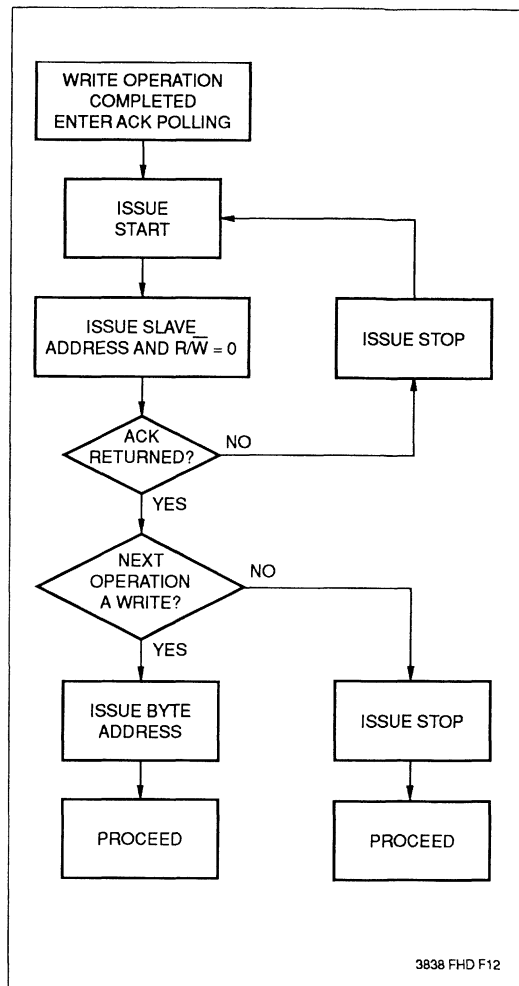 WRITE OPERATION
COMPLETED
ENTER ACK POLLING
ISSUE
START
ISSUE SLAVE
ADDRESS AND R/W̅ = 0
ISSUE STOP
ACK
RETURNED?
NO
YES
NEXT
OPERATION
A WRITE?
NO
YES
ISSUE BYTE
ADDRESS
ISSUE STOP
PROCEED
PROCEED
3838 FHD F12